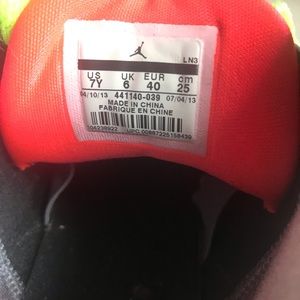 LN3
US UK EUR cm
7Y 6 40 25
04/10/13 441140-039 07/04/13
MADE IN CHINA
FABRIQUE EN CHINE